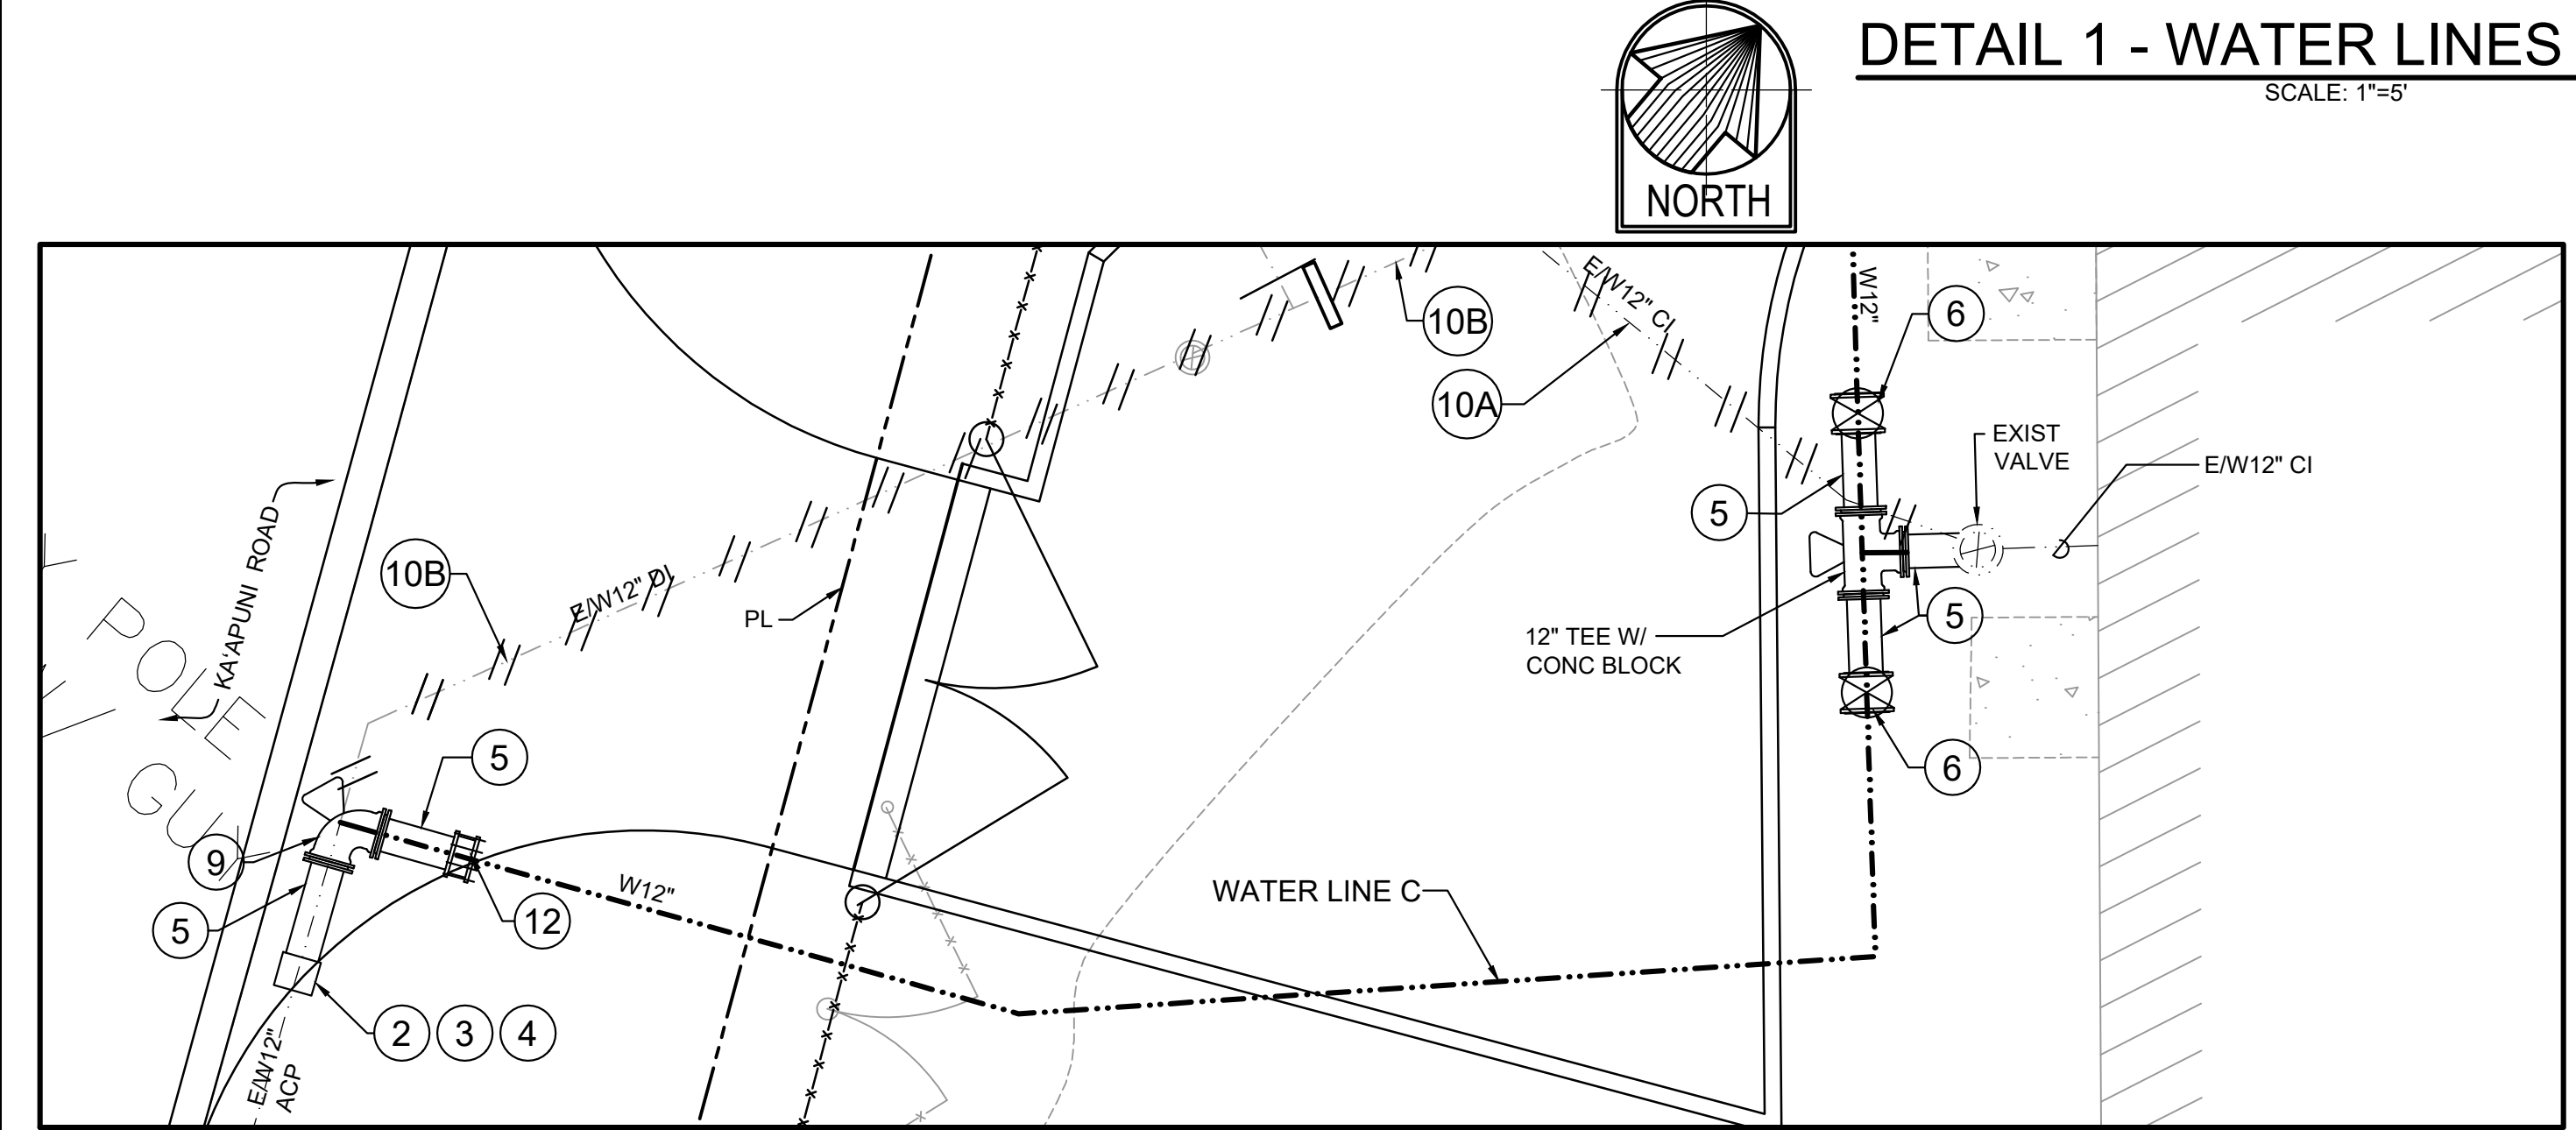 DETAIL 1 - WATER LINES
SCALE: 1"=5'
NORTH
E/W12" CI
W12"
6
10B
10A
EXIST
VALVE
E/W12" CI
5
KA'APUNI ROAD
10B
E/W12" DI
PL
5
12" TEE W/
CONC BLOCK
POLE
GUY
5
6
9
W12"
WATER LINE C
5
12
2 3 4
E/W12"
ACP